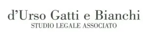 d'Urso Gatti e Bianchi
STUDIO LEGALE ASSOCIATO